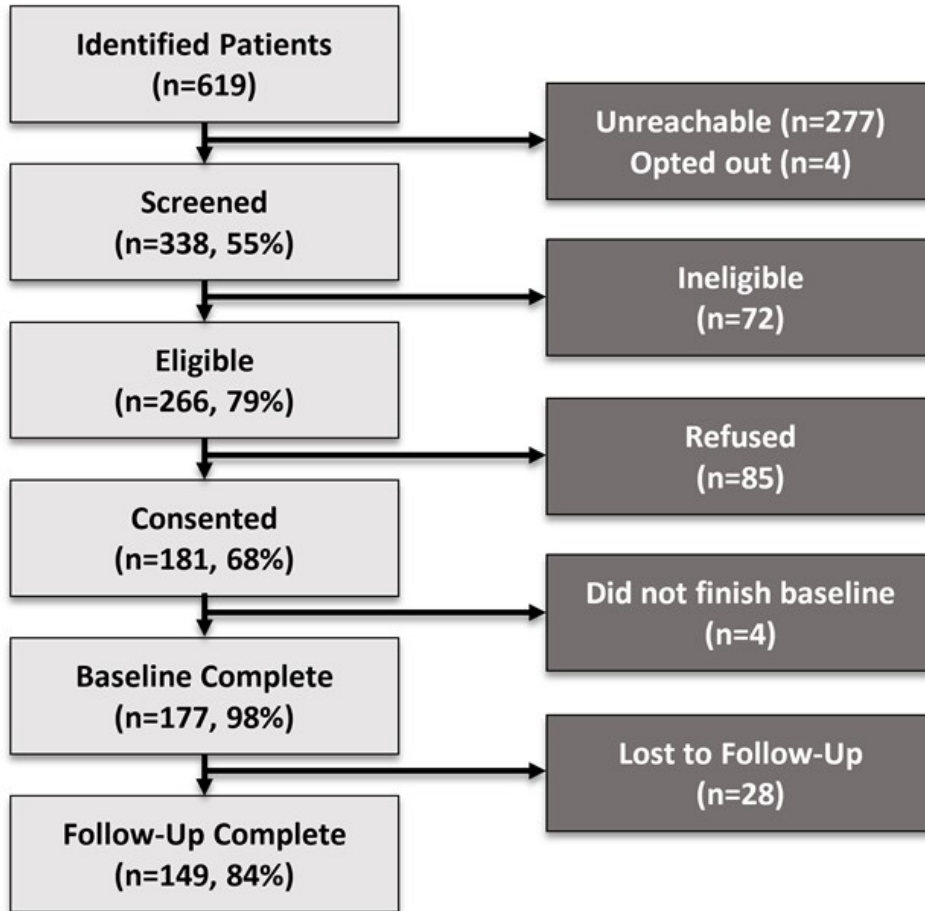 Identified Patients
(n=619)
Unreachable (n=277)
Opted out (n=4)
Screened
(n=338, 55%)
Ineligible
(n=72)
Eligible
(n=266, 79%)
Refused
(n=85)
Consented
(n=181, 68%)
Did not finish baseline
(n=4)
Baseline Complete
(n=177, 98%)
Lost to Follow-Up
(n=28)
Follow-Up Complete
(n=149, 84%)